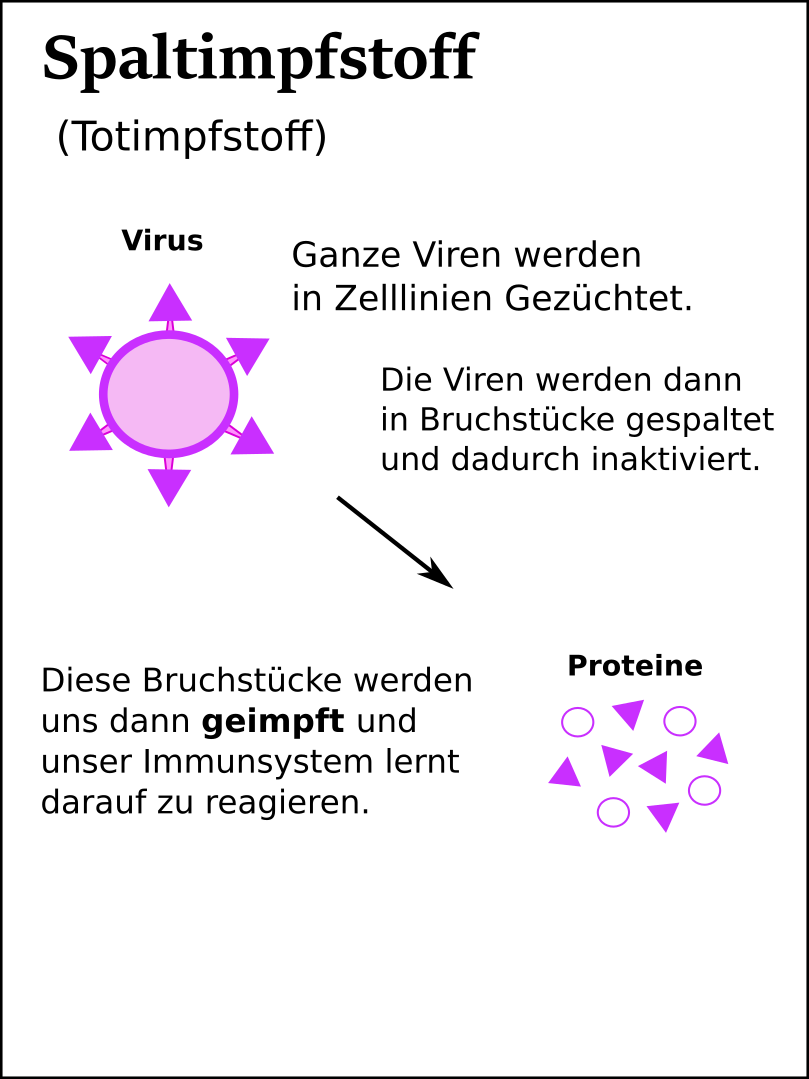 Spaltimpfstoff
(Totimpfstoff)
Virus
Ganze Viren werden
in Zelllinien Gezüchtet.
Die Viren werden dann
in Bruchstücke gespaltet
und dadurch inaktiviert.
Diese Bruchstücke werden
uns dann geimpft und
unser Immunsystem lernt
darauf zu reagieren.
Proteine